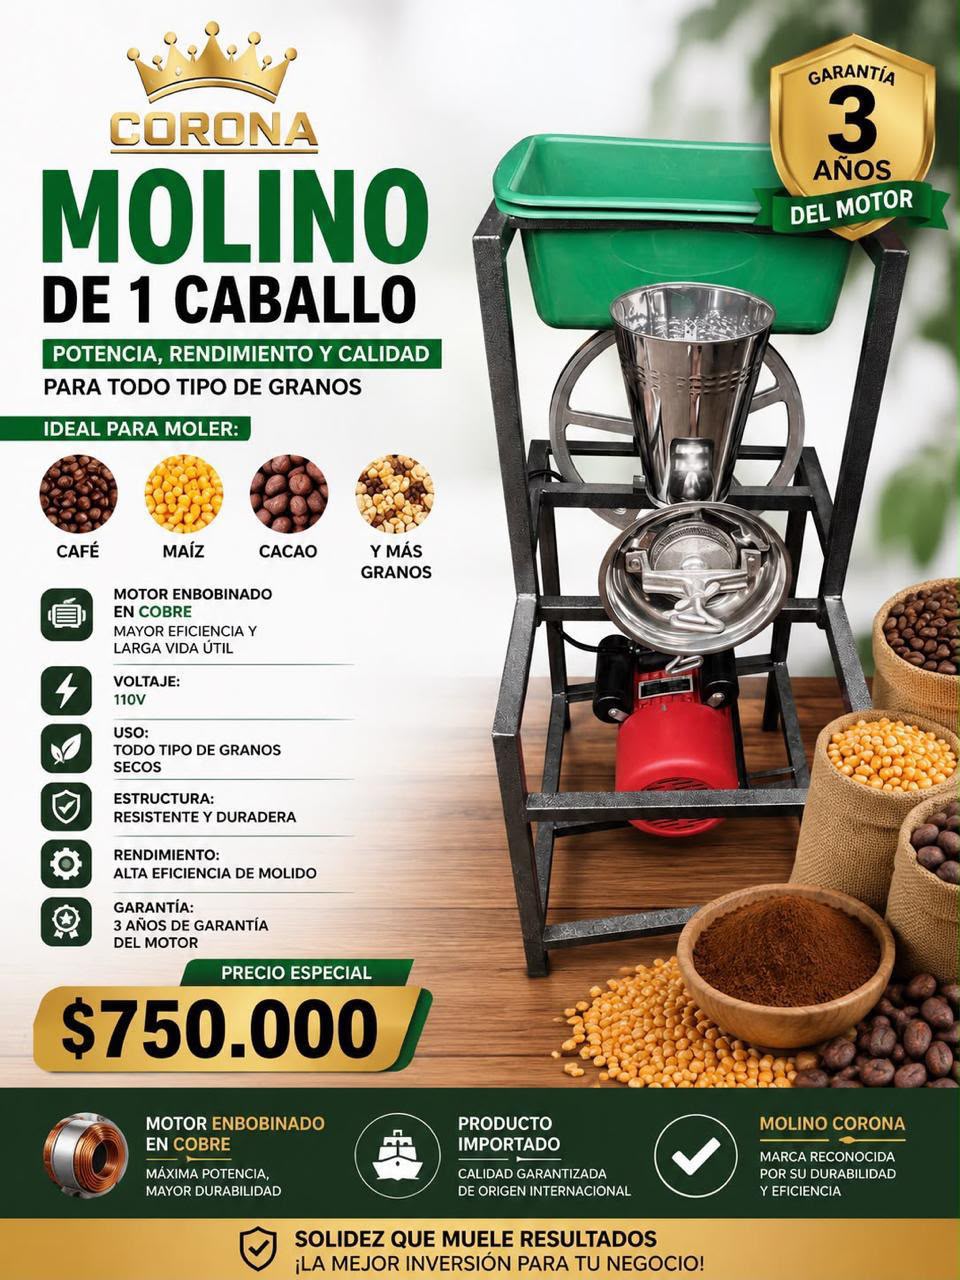 CORONA
MOLINO
DE 1 CABALLO
POTENCIA, RENDIMIENTO Y CALIDAD
PARA TODO TIPO DE GRANOS
GARANTÍA
3
AÑOS
DEL MOTOR
IDEAL PARA MOLER:
CAFÉ
MAÍZ
CACAO
Y MÁS
GRANOS
MOTOR ENBOBINADO
EN COBRE
MAYOR EFICIENCIA Y
LARGA VIDA ÚTIL
VOLTAJE:
110V
USO:
TODO TIPO DE GRANOS
SECOS
ESTRUCTURA:
RESISTENTE Y DURADERA
RENDIMIENTO:
ALTA EFICIENCIA DE MOLIDO
GARANTÍA:
3 AÑOS DE GARANTÍA
DEL MOTOR
PRECIO ESPECIAL
$750.000
MOTOR ENBOBINADO
EN COBRE
MÁXIMA POTENCIA,
MAYOR DURABILIDAD
PRODUCTO
IMPORTADO
CALIDAD GARANTIZADA
DE ORIGEN INTERNACIONAL
MOLINO CORONA
MARCA RECONOCIDA
POR SU DURABILIDAD
Y EFICIENCIA
SOLIDEZ QUE MUELE RESULTADOS
¡LA MEJOR INVERSIÓN PARA TU NEGOCIO!